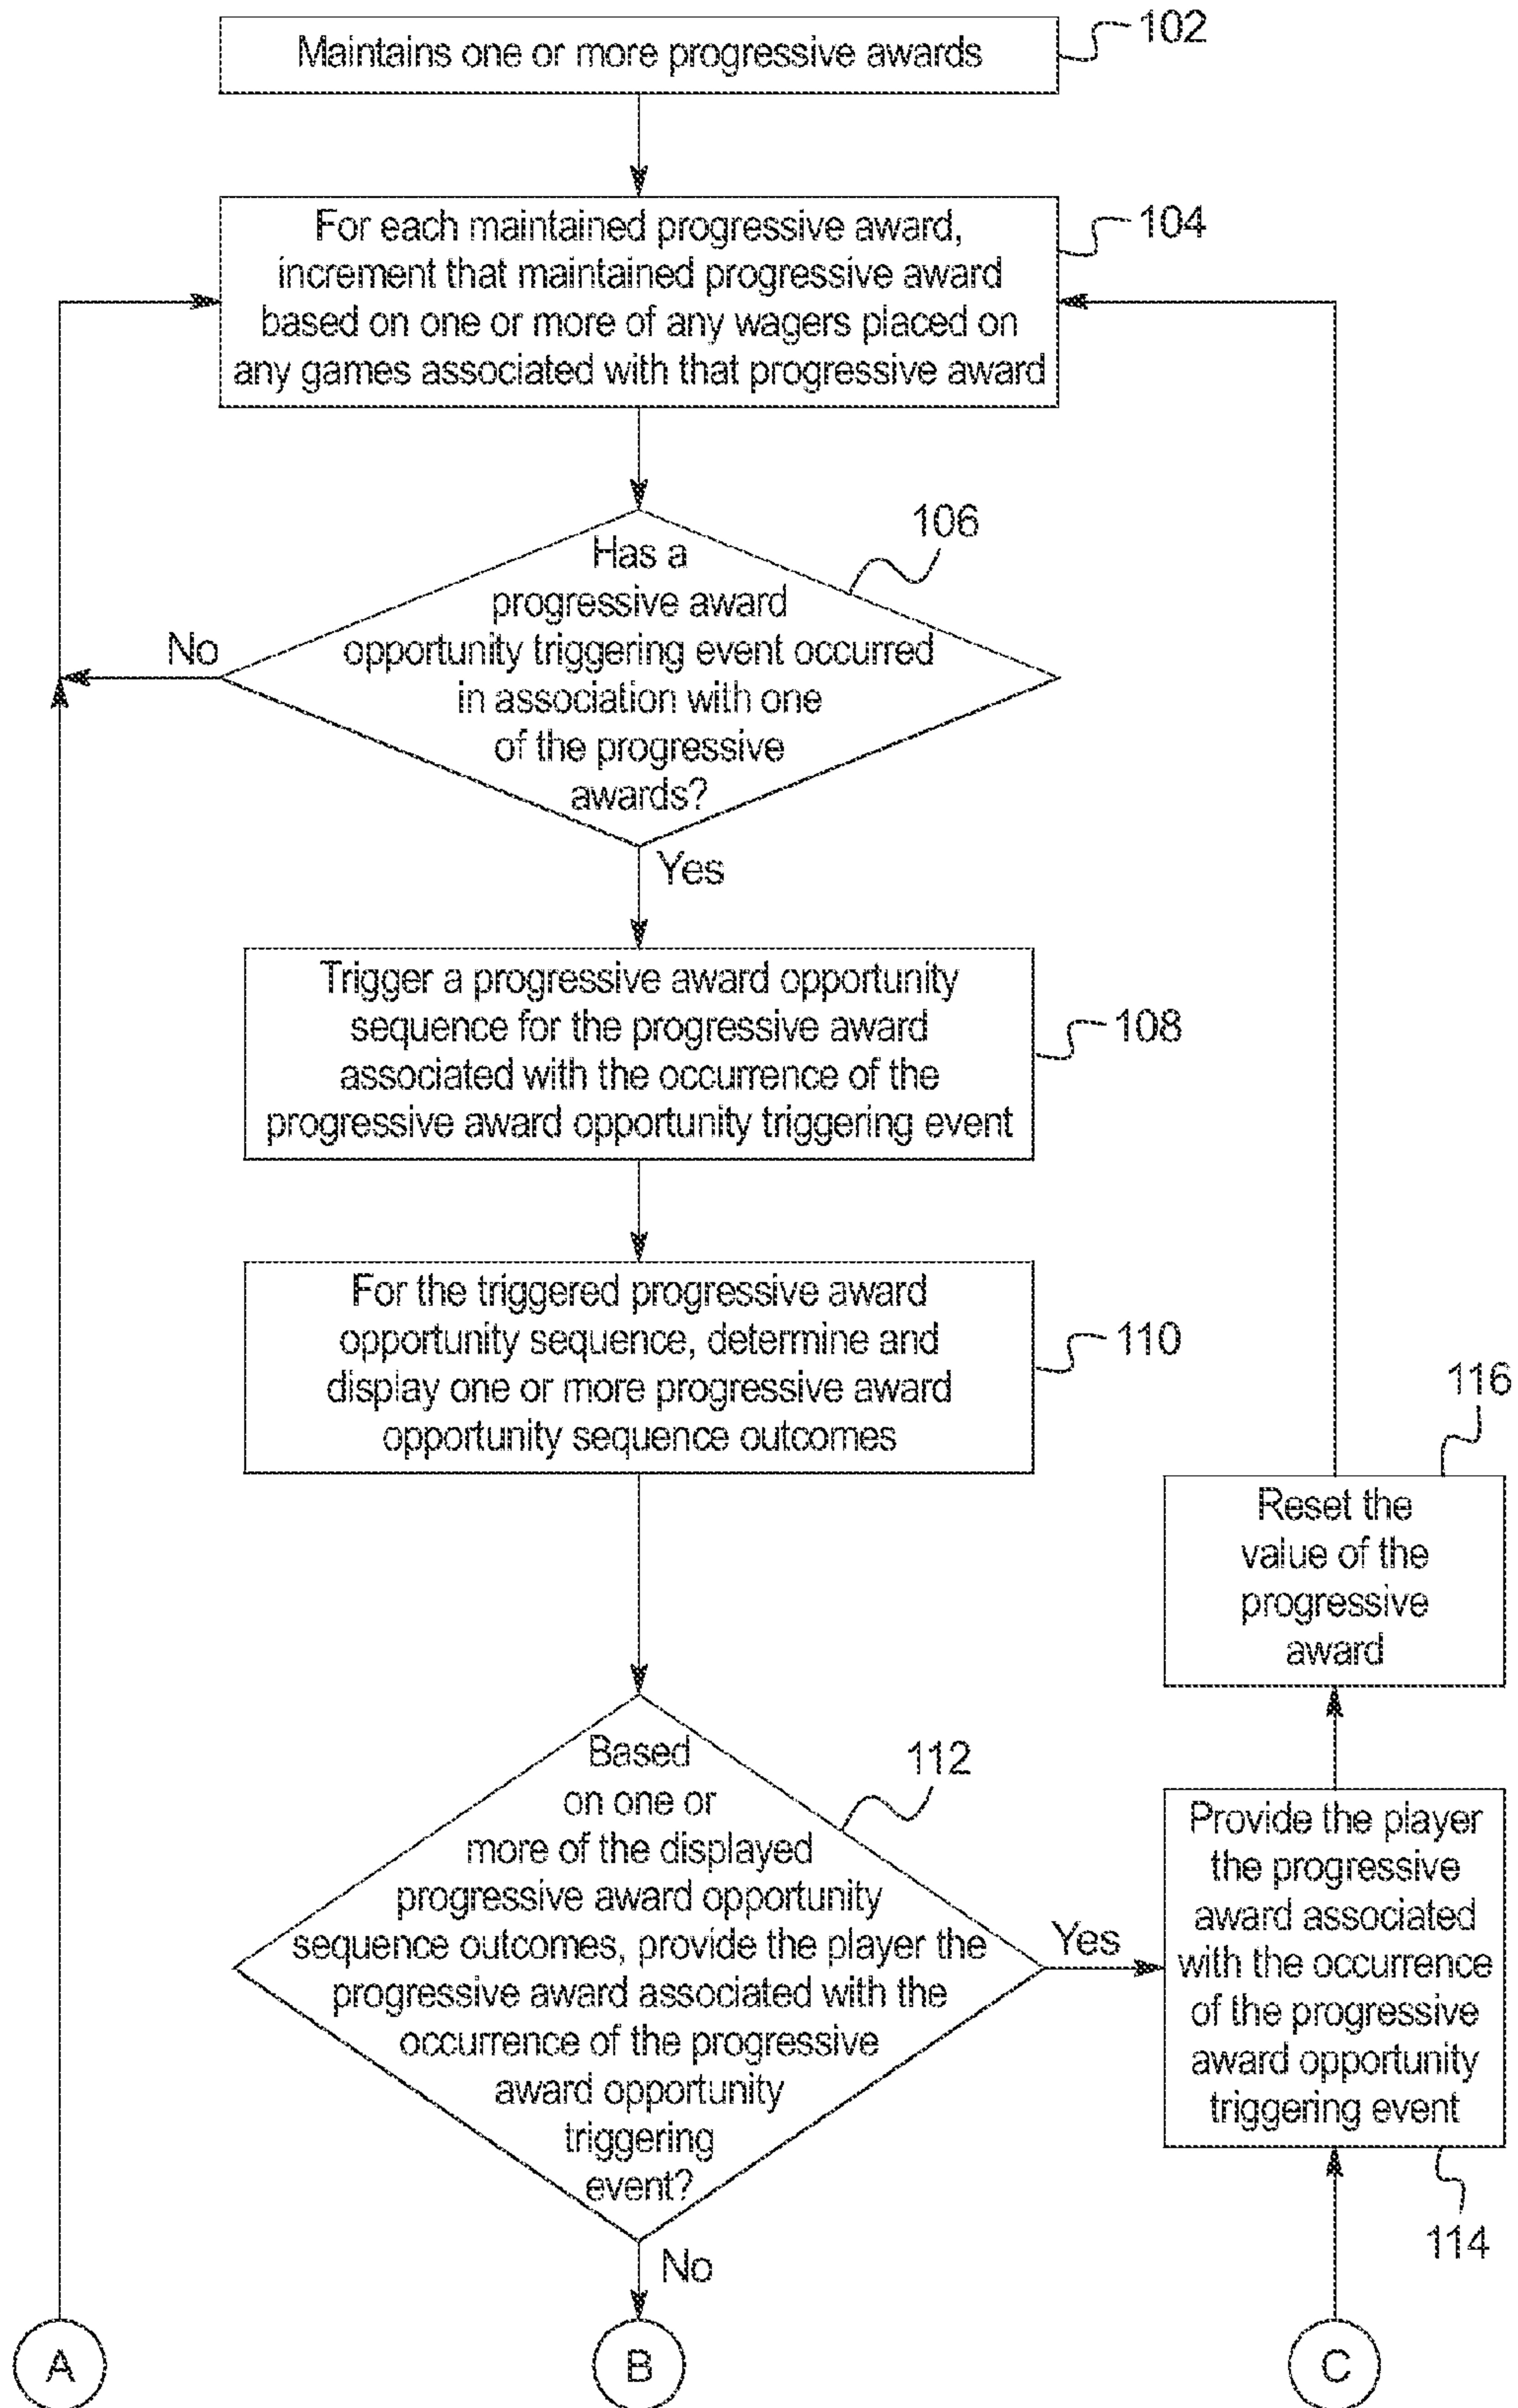 Maintains one or more progressive awards
102
For each maintained progressive award,
increment that maintained progressive award
based on one or more of any wagers placed on
any games associated with that progressive award
104
106
Has a
progressive award
opportunity triggering event occurred
in association with one
of the progressive
awards?
No
Yes
Trigger a progressive award opportunity
sequence for the progressive award
associated with the occurrence of the
progressive award opportunity triggering event
108
For the triggered progressive award
opportunity sequence, determine and
display one or more progressive award
opportunity sequence outcomes
110
112
Based
on one or
more of the displayed
progressive award opportunity
sequence outcomes, provide the player the
progressive award associated with the
occurrence of the progressive
award opportunity
triggering
event?
Yes
No
116
Reset the
value of the
progressive
award
Provide the player
the progressive
award associated
with the occurrence
of the progressive
award opportunity
triggering event
114
A
B
C